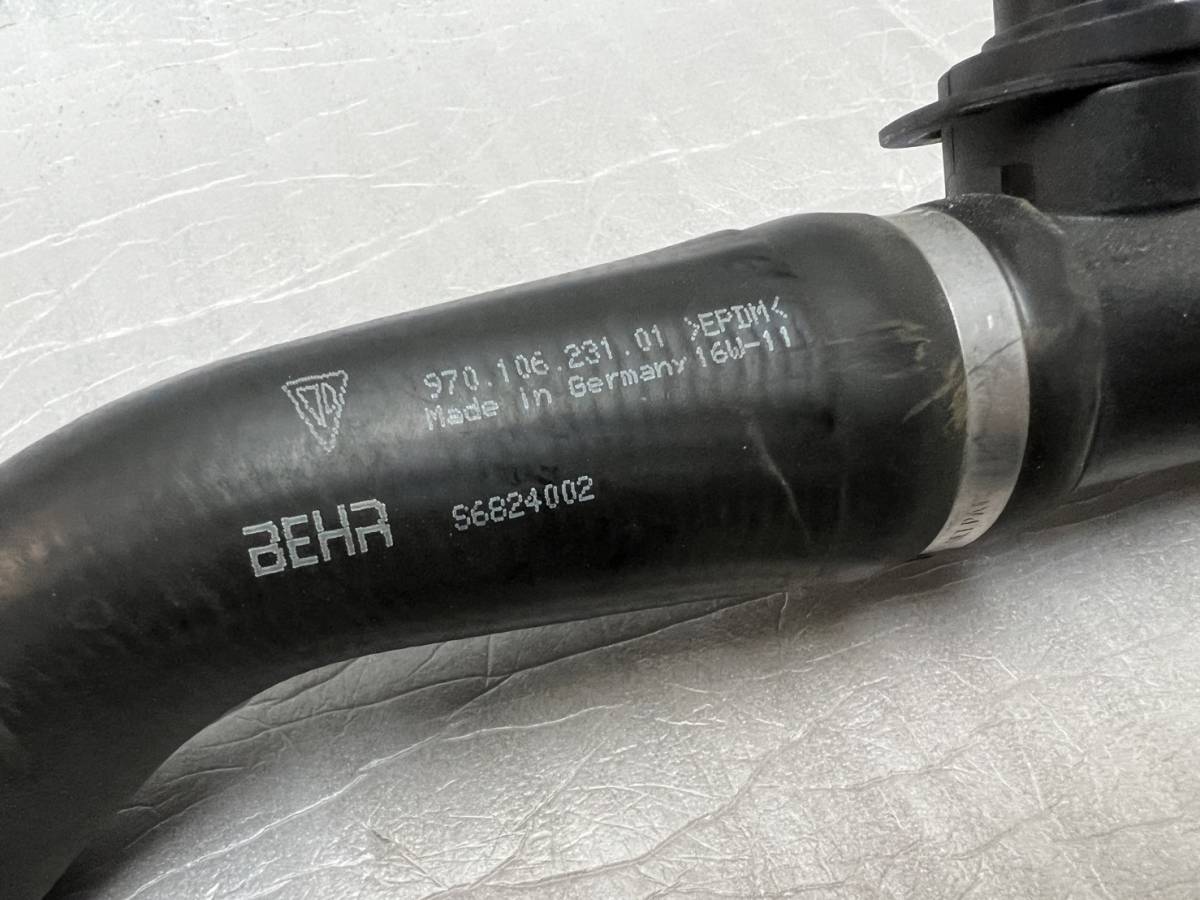 970.106.231.01 >EPDM<
Made in Germany 16W-11
BEHR S6824002